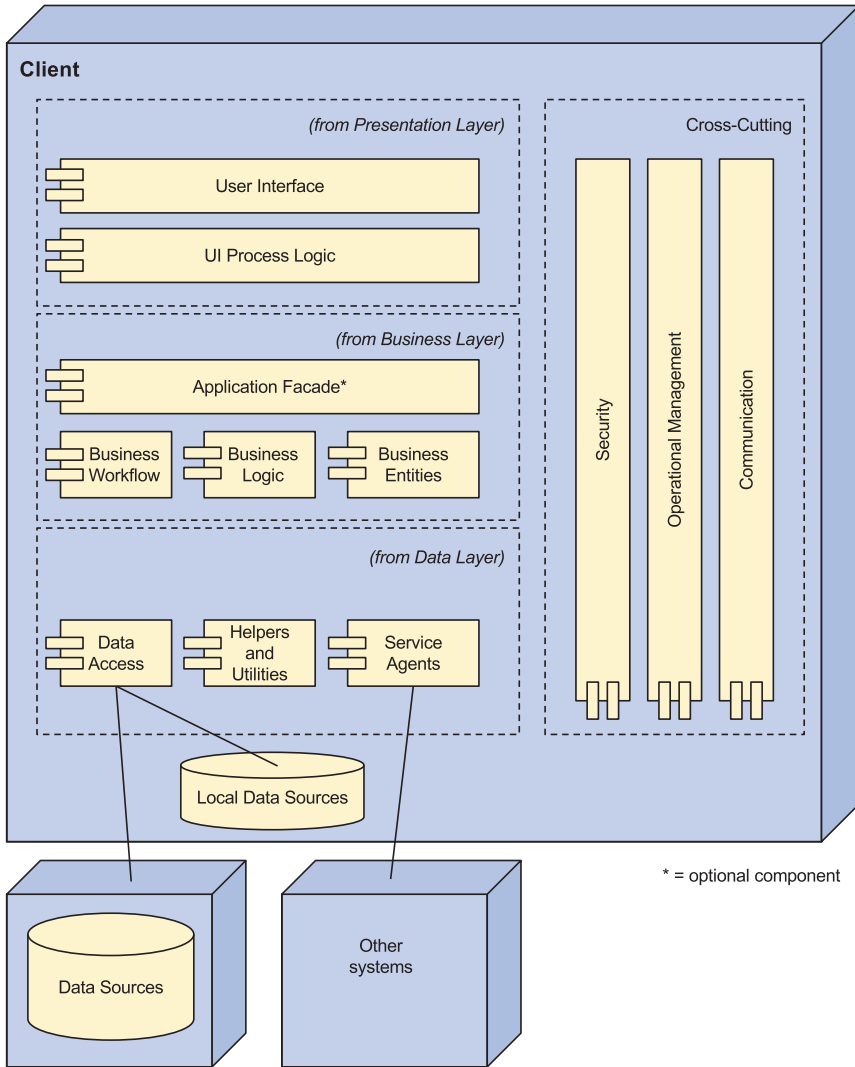 Client
(from Presentation Layer)
User Interface
UI Process Logic
(from Business Layer)
Application Facade*
Business
Workflow
Business
Logic
Business
Entities
(from Data Layer)
Data
Access
Helpers
and
Utilities
Service
Agents
Cross-Cutting
Security
Operational Management
Communication
Local Data Sources
* = optional component
Data Sources
Other
systems